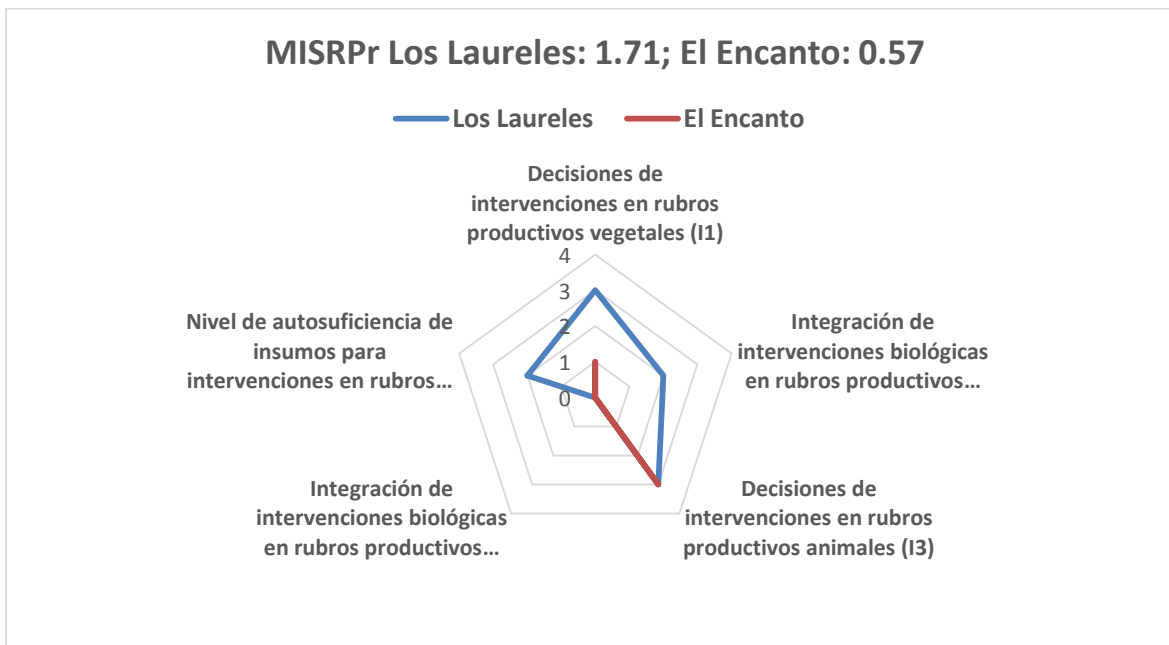 MISRPr Los Laureles: 1.71; El Encanto: 0.57
Los Laureles
El Encanto
Decisiones de
intervenciones en rubros
productivos vegetales (I1)
4
3
2
1
0
Integración de
intervenciones biológicas
en rubros productivos...
Decisiones de
intervenciones en rubros
productivos animales (I3)
Integración de
intervenciones biológicas
en rubros productivos...
Nivel de autosuficiencia de
insumos para
intervenciones en rubros...